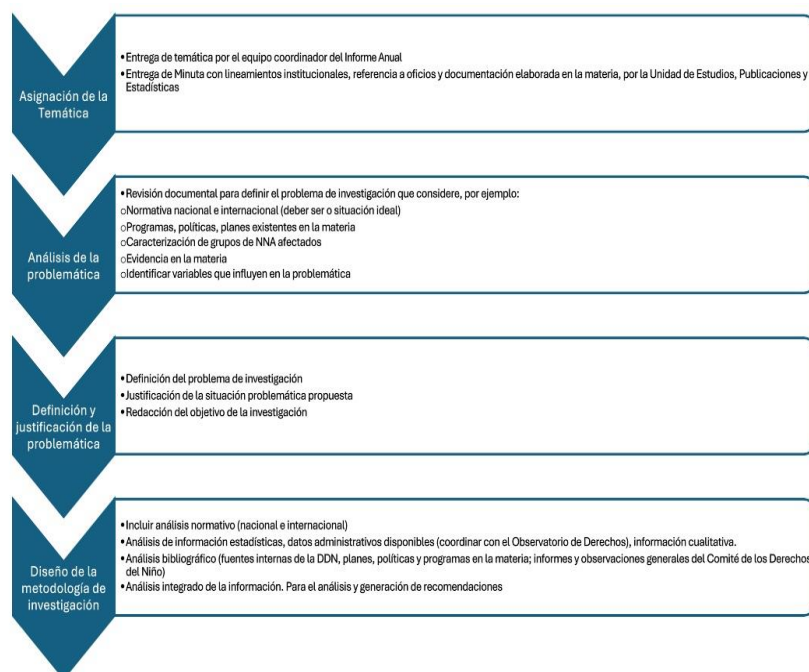 Asignación de la
Temática
•Entrega de temática por el equipo coordinador del Informe Anual
•Entrega de Minuta con lineamientos institucionales, referencia a oficios y documentación elaborada en la materia, por la Unidad de Estudios, Publicaciones y
Estadísticas
Análisis de la
problemática
•Revisión documental para definir el problema de investigación que considere, por ejemplo:
oNormativa nacional e internacional (deber ser o situación ideal)
oProgramas, políticas, planes existentes en la materia
oCaracterización de grupos de NNA afectados
oEvidencia en la materia
oIdentificar variables que influyen en la problemática
Definición y
justificación de la
problemática
•Definición del problema de investigación
•Justificación de la situación problemática propuesta
•Redacción del objetivo de la investigación
Diseño de la
metodología de
investigación
•Incluir análisis normativo (nacional e internacional)
•Análisis de información estadísticas, datos administrativos disponibles (coordinar con el Observatorio de Derechos), información cualitativa.
•Análisis bibliográfico (fuentes internas de la DDN, planes, políticas y programas en la materia; informes y observaciones generales del Comité de los Derechos
del Niño)
•Análisis integrado de la información. Para el análisis y generación de recomendaciones